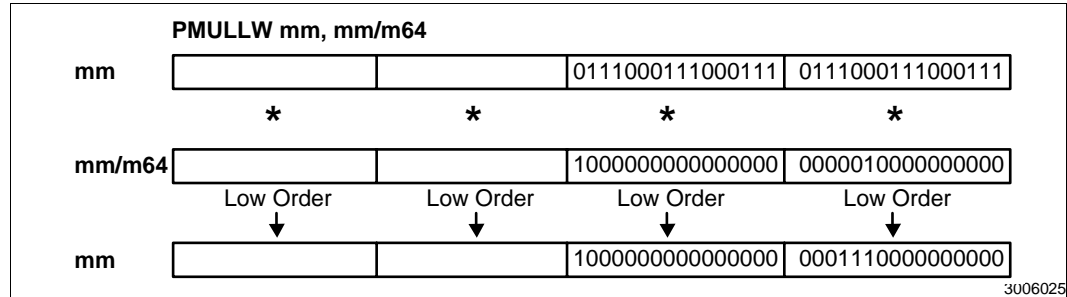 PMULLW mm, mm/m64
mm 0111000111000111 0111000111000111
* * * *
mm/m64 1000000000000000 0000010000000000
Low Order Low Order Low Order Low Order
mm 1000000000000000 0001110000000000
3006025